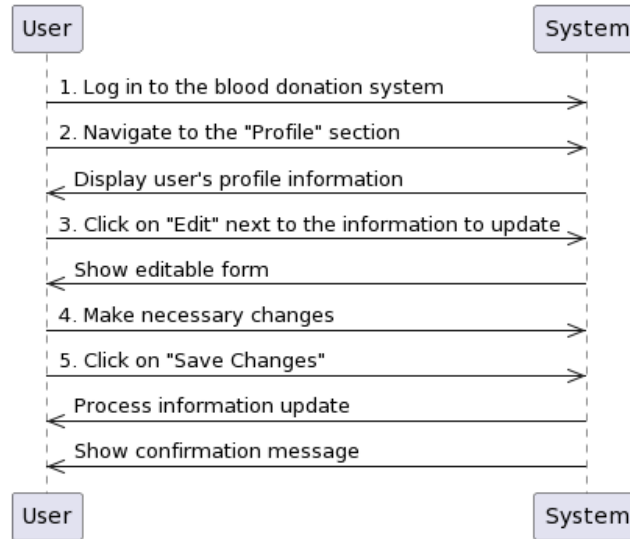 User System
1. Log in to the blood donation system
2. Navigate to the "Profile" section
Display user's profile information
3. Click on "Edit" next to the information to update
Show editable form
4. Make necessary changes
5. Click on "Save Changes"
Process information update
Show confirmation message
User System